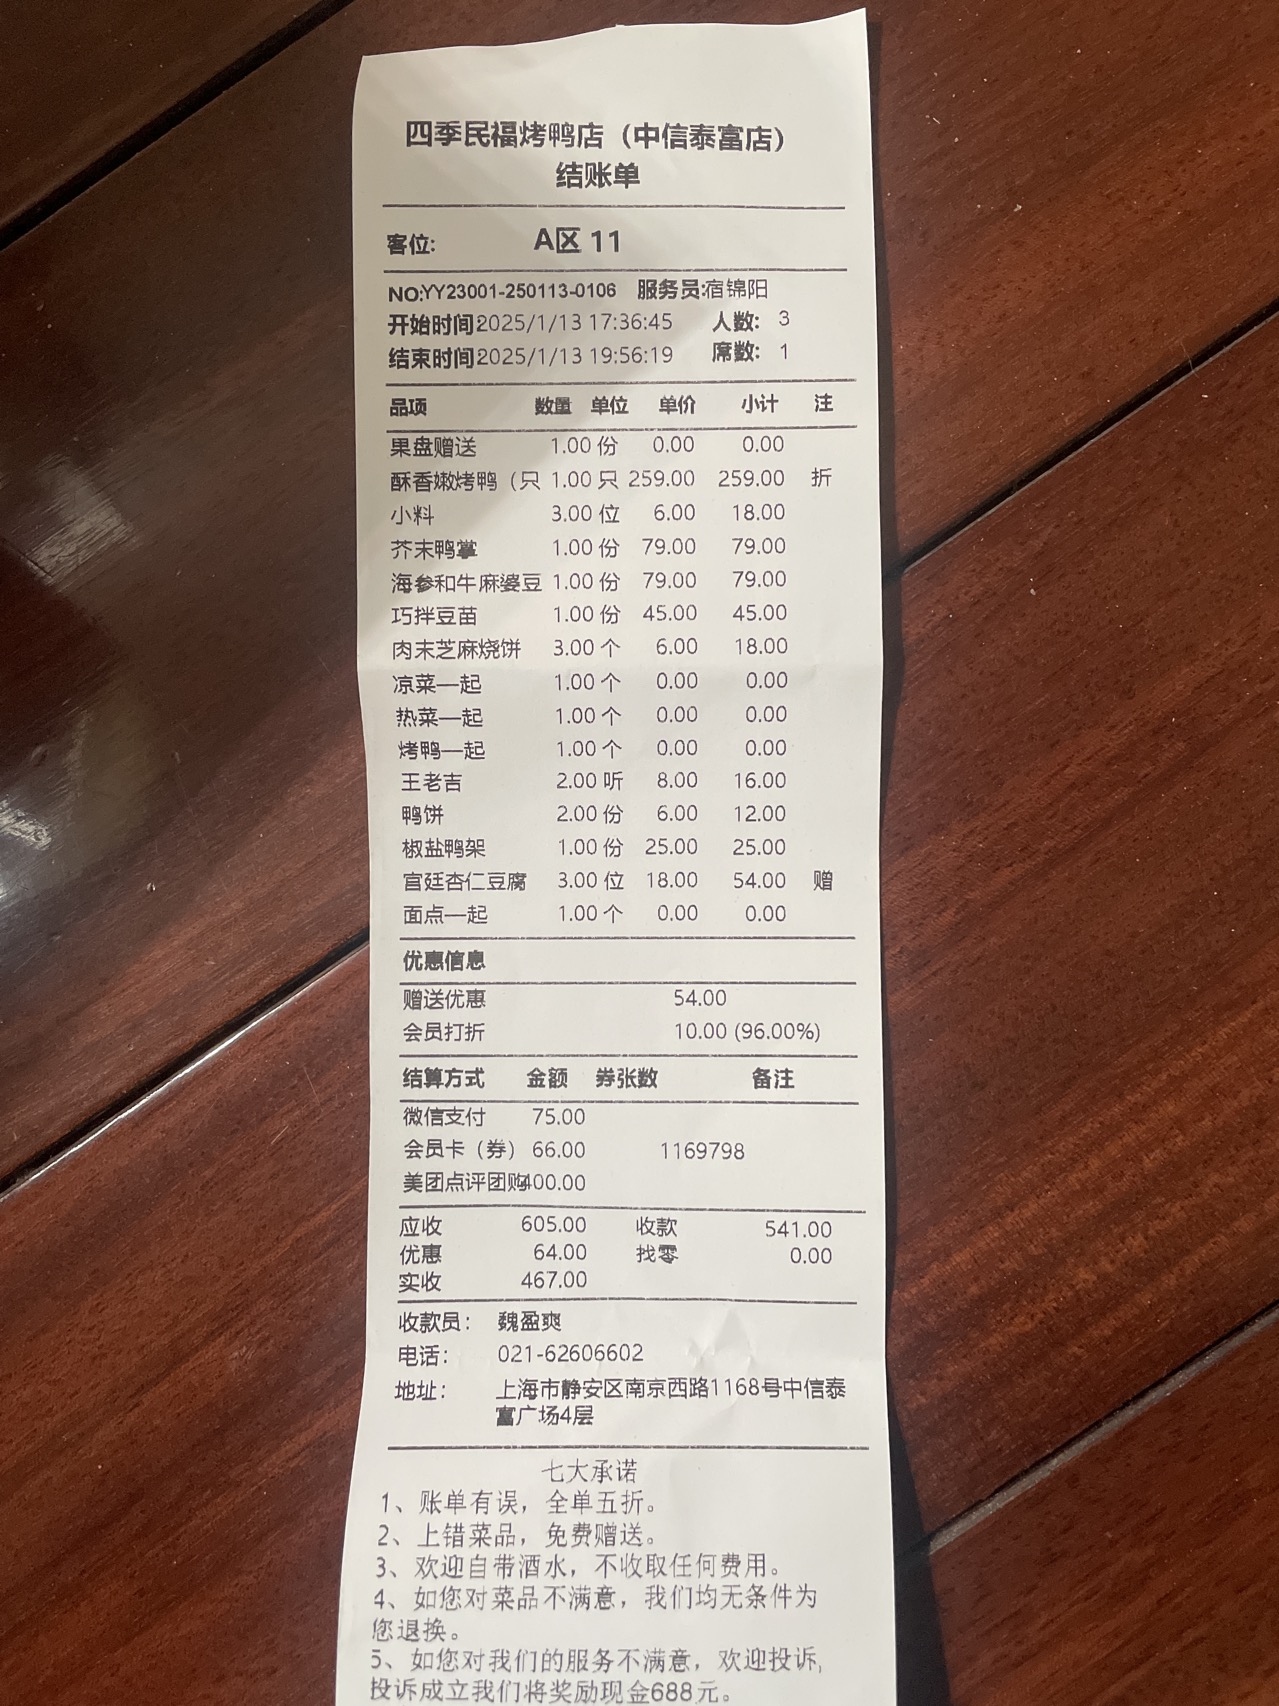 四季民福烤鸭店（中信泰富店）
结账单
客位: A区 11
NO:YY23001-250113-0106 服务员:宿锦阳
开始时间2025/1/13 17:36:45 人数: 3
结束时间2025/1/13 19:56:19 席数: 1
品项 数量 单位 单价 小计 注
果盘赠送 1.00 份 0.00 0.00
酥香嫩烤鸭（只 1.00 只 259.00 259.00 折
小料 3.00 位 6.00 18.00
芥末鸭掌 1.00 份 79.00 79.00
海参和牛麻婆豆 1.00 份 79.00 79.00
巧拌豆苗 1.00 份 45.00 45.00
肉末芝麻烧饼 3.00 个 6.00 18.00
凉菜—起 1.00 个 0.00 0.00
热菜—起 1.00 个 0.00 0.00
烤鸭—起 1.00 个 0.00 0.00
王老吉 2.00 听 8.00 16.00
鸭饼 2.00 份 6.00 12.00
椒盐鸭架 1.00 份 25.00 25.00
宫廷杏仁豆腐 3.00 位 18.00 54.00 赠
面点—起 1.00 个 0.00 0.00
优惠信息
赠送优惠 54.00
会员打折 10.00 (96.00%)
结算方式 金额 券张数 备注
微信支付 75.00
会员卡（券） 66.00 1169798
美团点评团购400.00
应收 605.00 收款 541.00
优惠 64.00 找零 0.00
实收 467.00
收款员: 魏盈爽
电话: 021-62606602
地址: 上海市静安区南京西路1168号中信泰
富广场4层
七大承诺
1、账单有误，全单五折。
2、上错菜品，免费赠送。
3、欢迎自带酒水，不收取任何费用。
4、如您对菜品不满意，我们均无条件为
您退换。
5、如您对我们的服务不满意，欢迎投诉,
投诉成立我们将奖励现金688元。